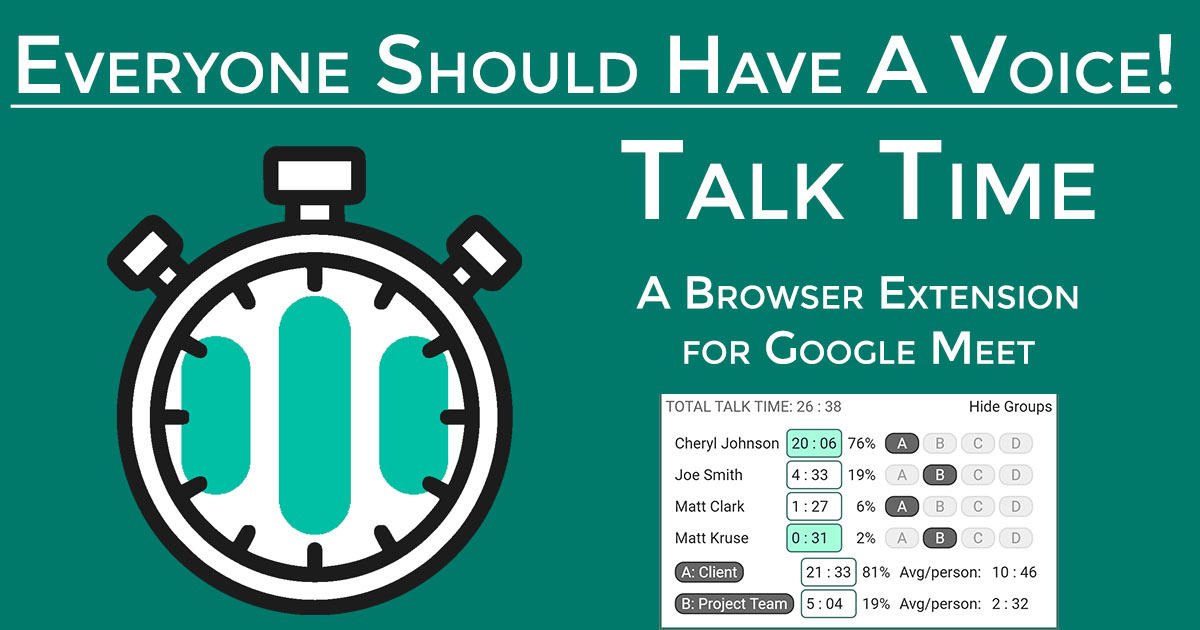 Everyone Should Have A Voice!
Talk Time
A Browser Extension
for Google Meet
TOTAL TALK TIME: 26 : 38 Hide Groups
Cheryl Johnson 20 : 06 76% A B C D
Joe Smith 4 : 33 19% A B C D
Matt Clark 1 : 27 6% A B C D
Matt Kruse 0 : 31 2% A B C D
A: Client 21 : 33 81% Avg/person: 10 : 46
B: Project Team 5 : 04 19% Avg/person: 2 : 32